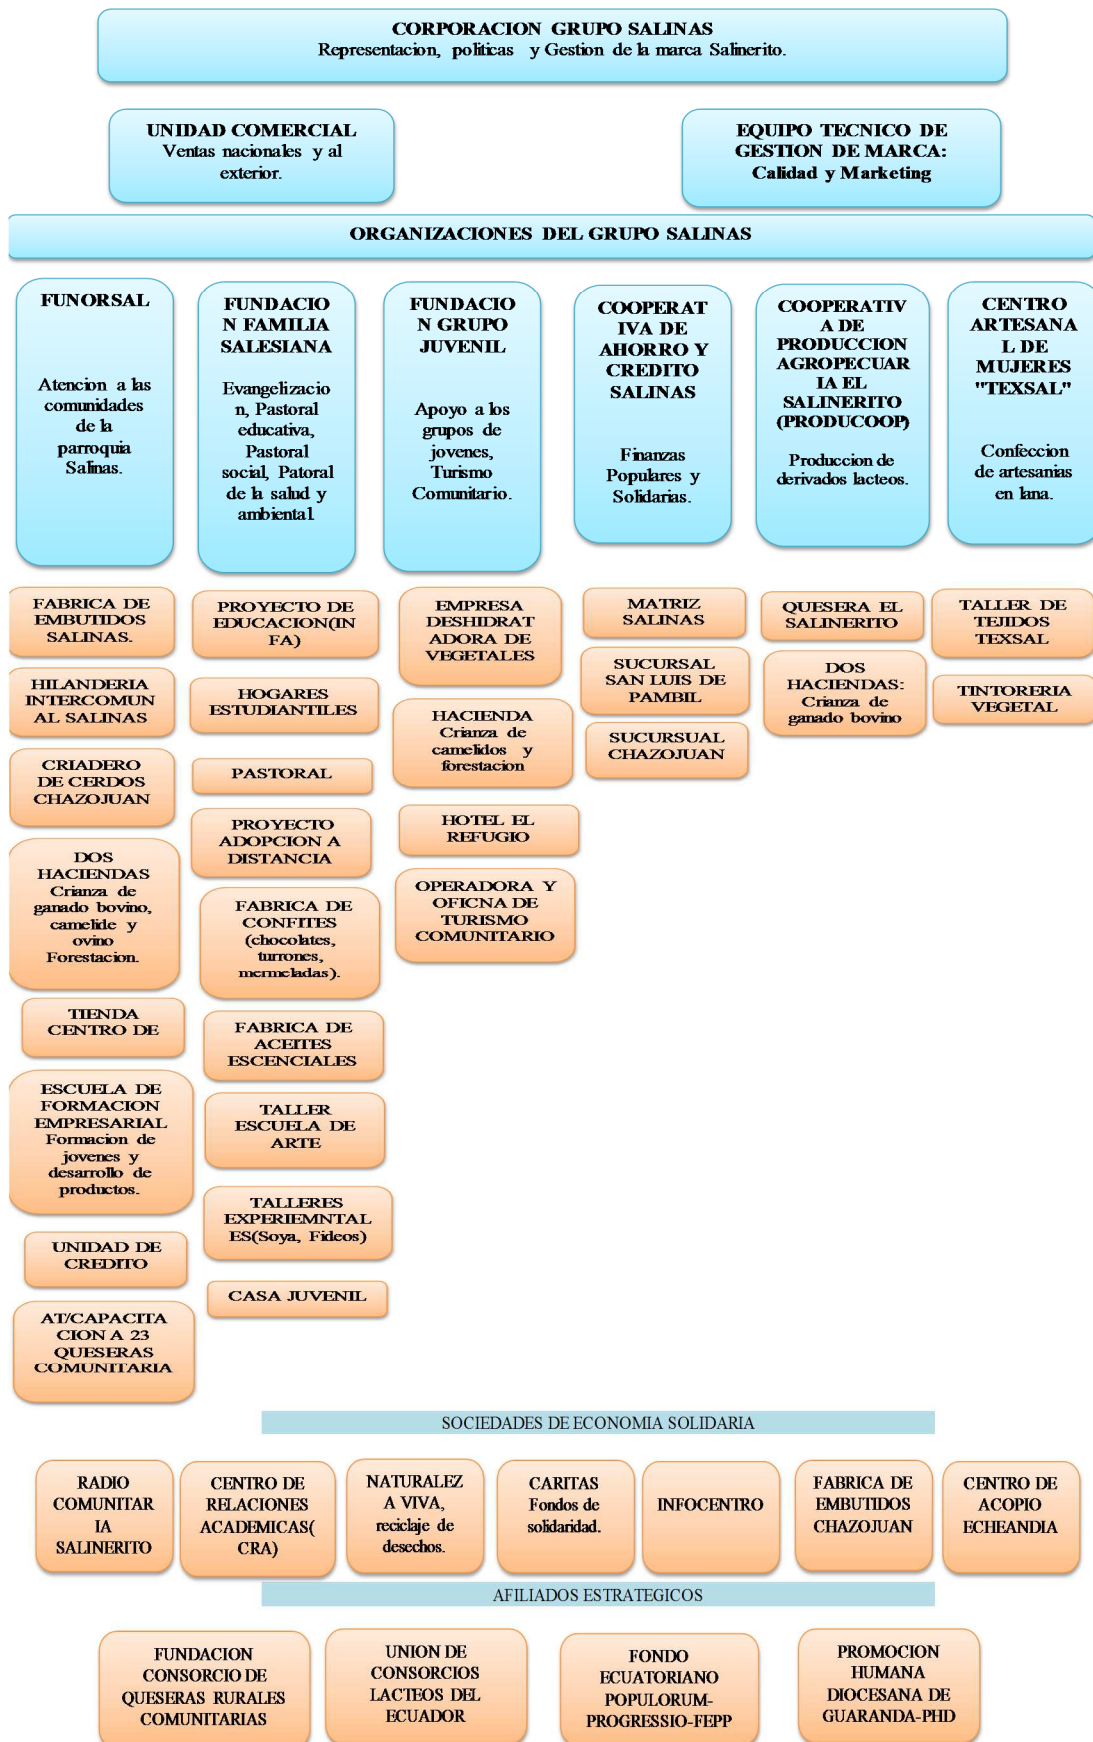 CORPORACION GRUPO SALINAS
Representacion, politicas y Gestion de la marca Salinerito.
UNIDAD COMERCIAL
Ventas nacionales y al
exterior.
EQUIPO TECNICO DE
GESTION DE MARCA:
Calidad y Marketing
ORGANIZACIONES DEL GRUPO SALINAS
FUNORSAL
Atencion a las
comunidades
de la
parroquia
Salinas.
FUNDACIO
N FAMILIA
SALESIANA
Evangelizacio
n, Pastoral
educativa,
Pastoral
social, Patoral
de la salud y
ambiental.
FUNDACIO
N GRUPO
JUVENIL
Apoyo a los
grupos de
jovenes,
Turismo
Comunitario.
COOPERAT
IVA DE
AHORRO Y
CREDITO
SALINAS
Finanzas
Populares y
Solidarias.
COOPERATIV
A DE
PRODUCCION
AGROPECUAR
IA EL
SALINERITO
(PRODUCOOP)
Produccion de
derivados lacteos.
CENTRO
ARTESANA
L DE
MUJERES
"TEXSAL"
Confeccion
de artesanias
en lana.
FABRICA DE
EMBUTIDOS
SALINAS.
HILANDERIA
INTERCOMUN
AL SALINAS
CRIADERO
DE CERDOS
CHAZOJUAN
DOS
HACIENDAS
Crianza de
ganado bovino,
camelide y
ovino
Forestacion.
TIENDA
CENTRO DE
ESCUELA DE
FORMACION
EMPRESARIAL
Formacion de
jovenes y
desarrollo de
productos.
UNIDAD DE
CREDITO
AT/CAPACITA
CION A 23
QUESERAS
COMUNITARIA
PROYECTO DE
EDUCACION(IN
FA)
HOGARES
ESTUDIANTILES
PASTORAL
PROYECTO
ADOPCION A
DISTANCIA
FABRICA DE
CONFITES
(chocolates,
turrones,
mermeladas).
FABRICA DE
ACEITES
ESCENCIALES
TALLER
ESCUELA DE
ARTE
TALLERES
EXPERIEMNTAL
ES(Soya, Fideos)
CASA JUVENIL
EMPRESA
DESHIDRAT
ADORA DE
VEGETALES
HACIENDA
Crianza de
camelidos y
forestacion
HOTEL EL
REFUGIO
OPERADORA Y
OFICNA DE
TURISMO
COMUNITARIO
MATRIZ
SALINAS
SUCURSAL
SAN LUIS DE
PAMBIL
SUCURSUAL
CHAZOJUAN
QUESERA EL
SALINERITO
DOS
HACIENDAS:
Crianza de
ganado bovino
TALLER DE
TEJIDOS
TEXSAL
TINTORERIA
VEGETAL
SOCIEDADES DE ECONOMIA SOLIDARIA
RADIO
COMUNITAR
IA
SALINERITO
CENTRO DE
RELACIONES
ACADEMICAS(
CRA)
NATURALEZ
A VIVA,
reciclaje de
desechos.
CARITAS
Fondos de
solidaridad.
INFOCENTRO
FABRICA DE
EMBUTIDOS
CHAZOJUAN
CENTRO DE
ACOPIO
ECHEANDIA
AFILIADOS ESTRATEGICOS
FUNDACION
CONSORCIO DE
QUESERAS RURALES
COMUNITARIAS
UNION DE
CONSORCIOS
LACTEOS DEL
ECUADOR
FONDO
ECUATORIANO
POPULORUM-
PROGRESSIO-FEPP
PROMOCION
HUMANA
DIOCESANA DE
GUARANDA-PHD